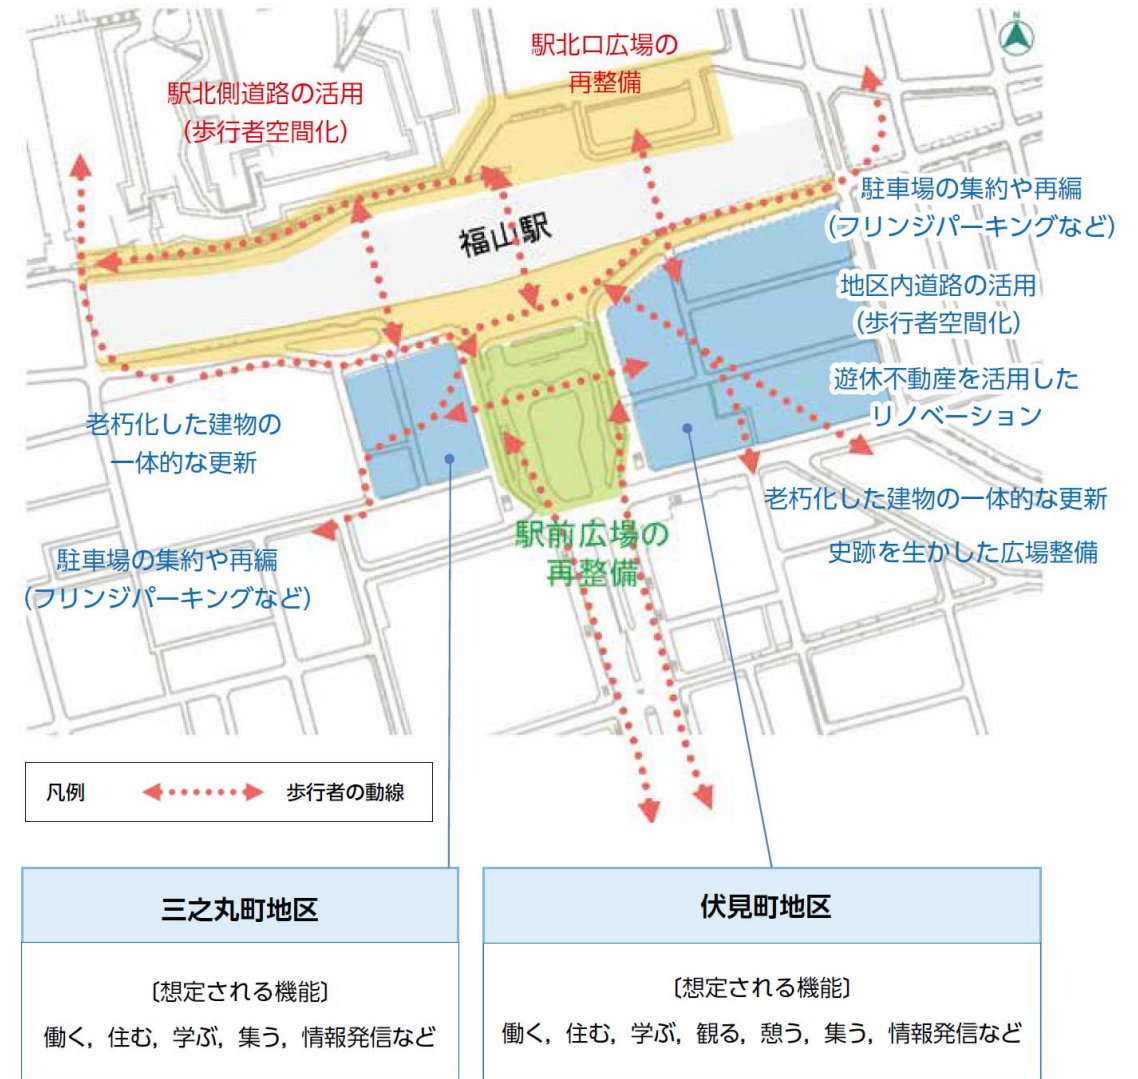 N
駅北口広場の
再整備
駅北側道路の活用
(歩行者空間化)
福山駅
駐車場の集約や再編
(フリンジパーキングなど)
地区内道路の活用
(歩行者空間化)
遊休不動産を活用した
リノベーション
老朽化した建物の
一体的な更新
老朽化した建物の一体的な更新
史跡を生かした広場整備
駅前広場の
再整備
駐車場の集約や再編
(フリンジパーキングなど)
凡例 歩行者の動線
三之丸町地区
〔想定される機能〕
働く, 住む, 学ぶ, 集う, 情報発信など
伏見町地区
〔想定される機能〕
働く, 住む, 学ぶ, 観る, 憩う, 集う, 情報発信など